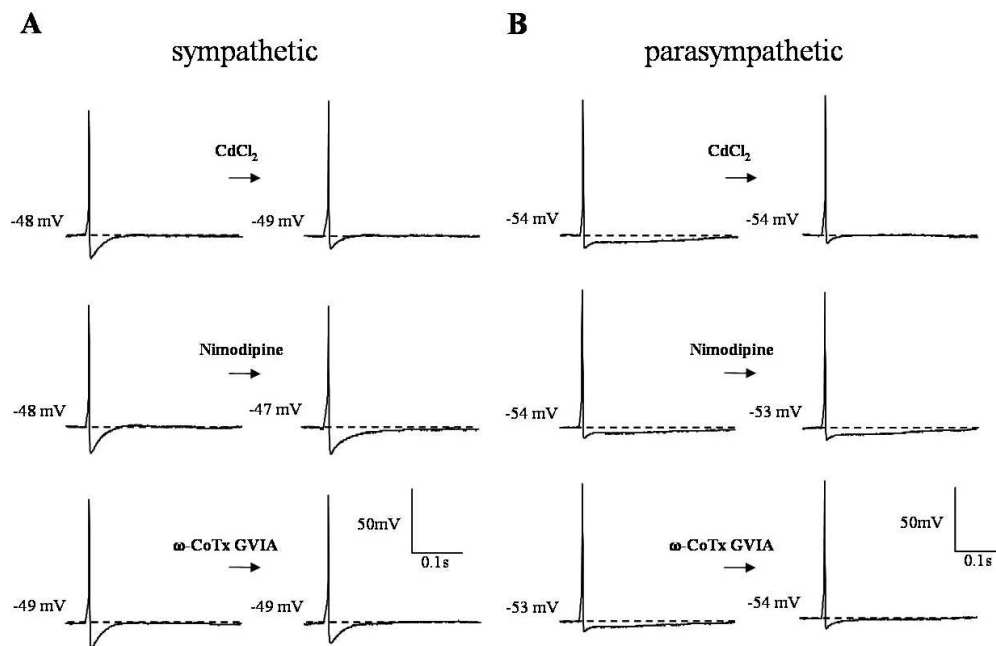 A
sympathetic
CdCl₂
-48 mV
-49 mV
Nimodipine
-48 mV
-47 mV
ω-CoTx GVIA
50mV
0.1s
-49 mV
-49 mV
B
parasympathetic
CdCl₂
-54 mV
-54 mV
Nimodipine
-54 mV
-53 mV
ω-CoTx GVIA
50mV
0.1s
-53 mV
-54 mV